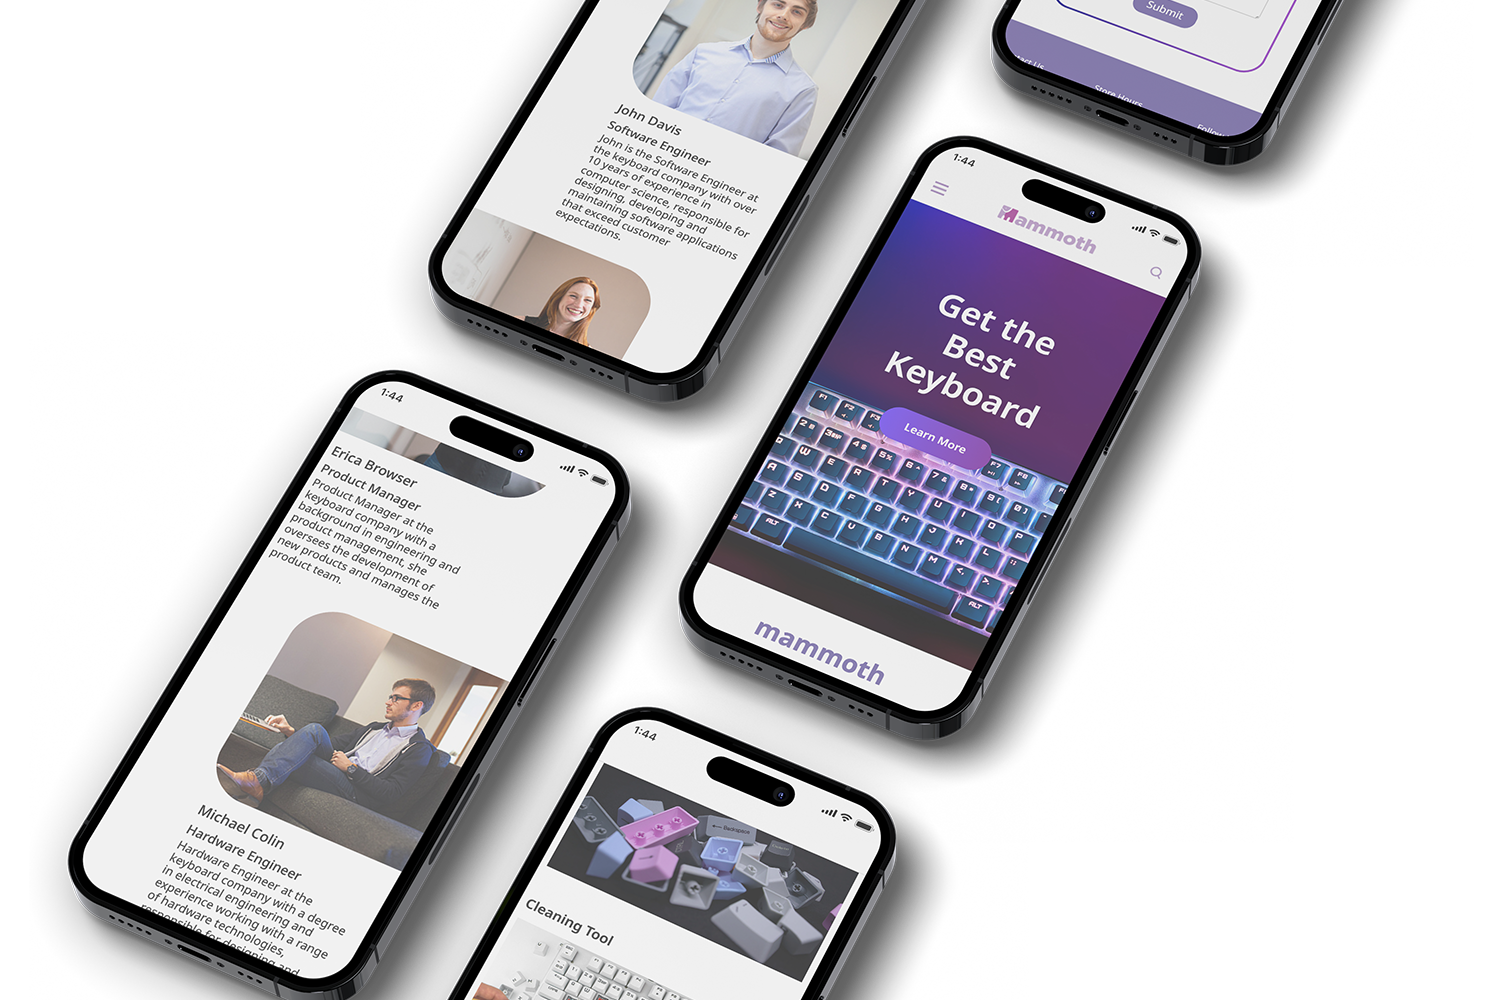 John Davis
Software Engineer
John is the Software Engineer at
the keyboard company with over
10 years of experience in
computer science, responsible for
designing, developing and
maintaining software applications
that exceed customer
expectations.
Submit
Store Hours
1:44
Mammoth
Get the
Best
Keyboard
Learn More
mammoth
1:44
Erica Browser
Product Manager
Product Manager at the
keyboard company with a
background in engineering and
product management, she
oversees the development of
new products and manages the
product team.
Michael Colin
Hardware Engineer
Hardware Engineer at the
keyboard company with a degree
in electrical engineering and
experience working with a range
of hardware technologies,
responsible for designing and
1:44
Backspace
Cleaning Tool